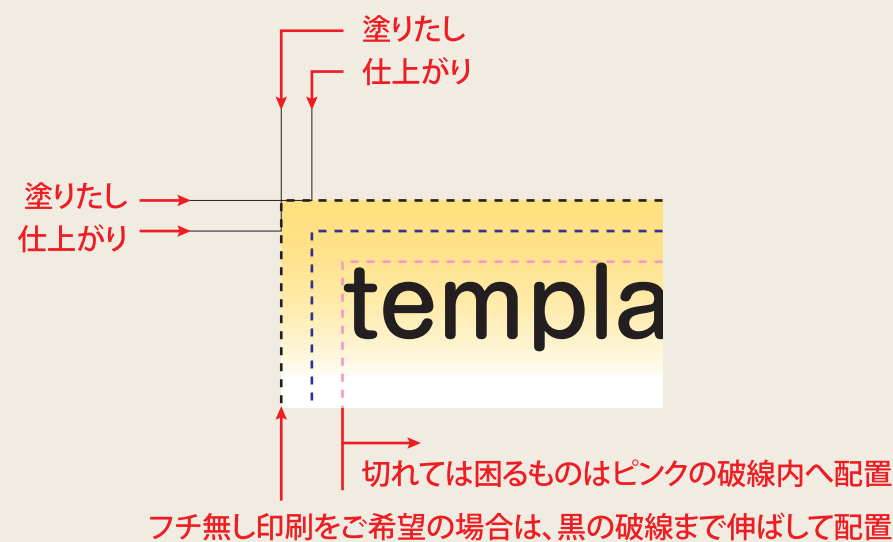 塗りたし
仕上がり
塗りたし
仕上がり
templa
切れては困るものはピンクの破線内へ配置
フチ無し印刷をご希望の場合は、黒の破線まで伸ばして配置